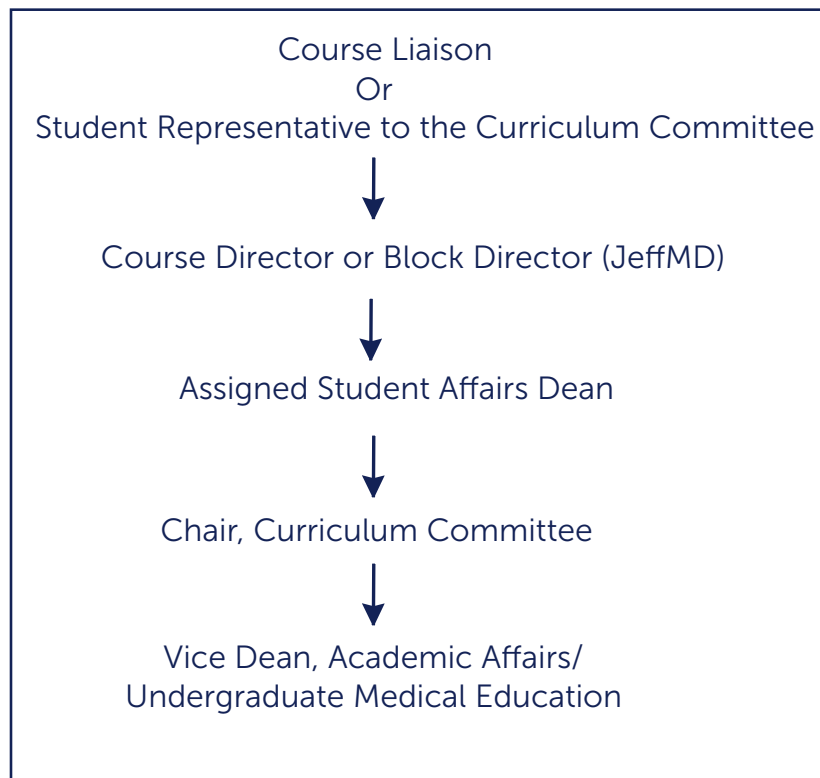 Course Liaison
Or
Student Representative to the Curriculum Committee
Course Director or Block Director (JeffMD)
Assigned Student Affairs Dean
Chair, Curriculum Committee
Vice Dean, Academic Affairs/
Undergraduate Medical Education